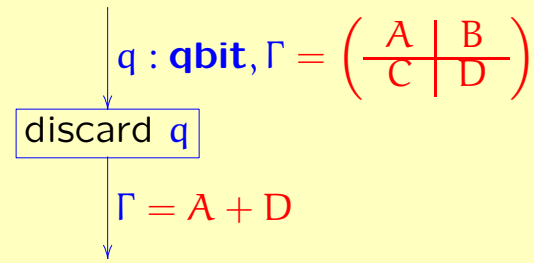 q : qbit, Γ = ( A | B
C | D )
discard q
Γ = A + D